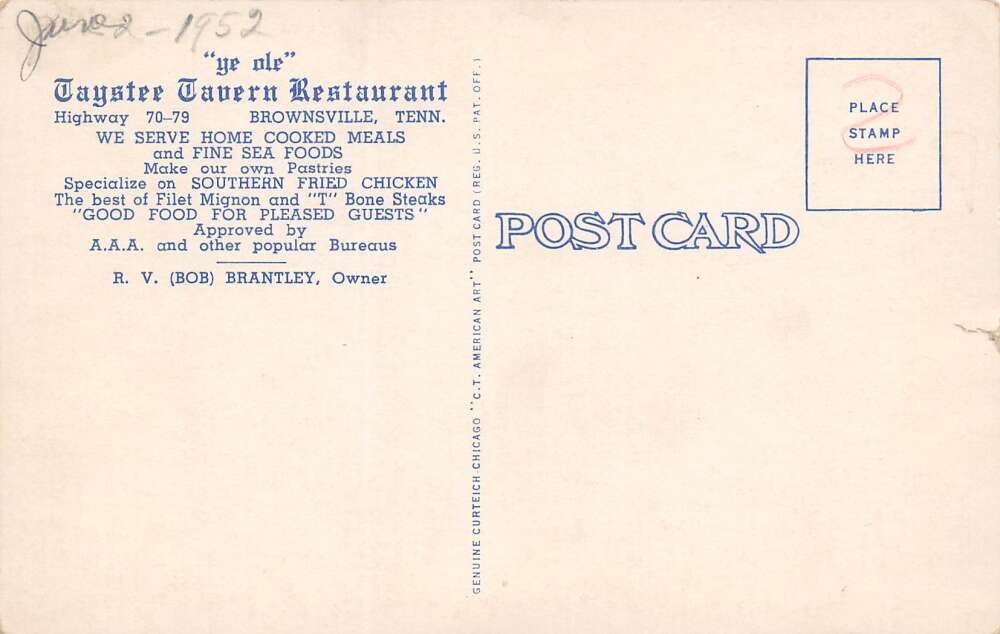 June 2 - 1952
"ye ole"
Taystee Tavern Restaurant
Highway 70–79 BROWNSVILLE, TENN.
WE SERVE HOME COOKED MEALS
and FINE SEA FOODS
Make our own Pastries
Specialize on SOUTHERN FRIED CHICKEN
The best of Filet Mignon and "T" Bone Steaks
"GOOD FOOD FOR PLEASED GUESTS"
Approved by
A.A.A. and other popular Bureaus
R. V. (BOB) BRANTLEY, Owner
GENUINE CURTEICH-CHICAGO "C.T. AMERICAN ART" POST CARD (REG. U.S. PAT. OFF.)
POST CARD
PLACE
STAMP
HERE
2